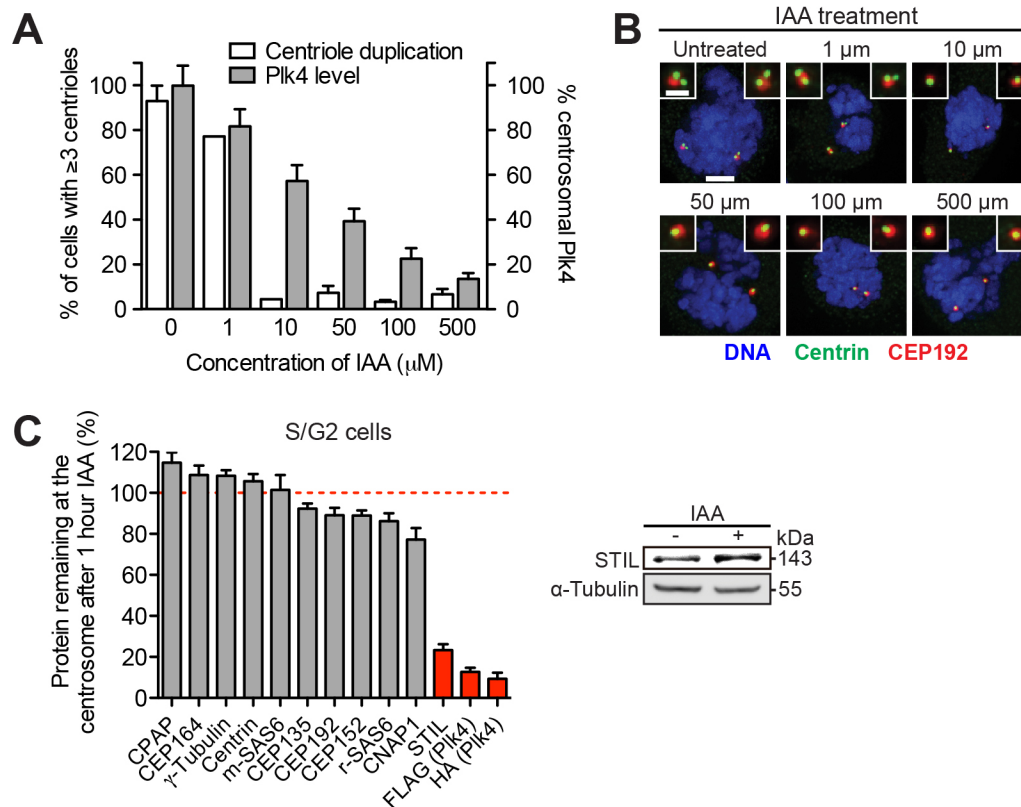 A
Centriole duplication
Plk4 level
% of cells with ≥3 centrioles
100
80
60
40
20
0
100
80
60
40
20
0
% centrosomal Plk4
0 1 10 50 100 500
Concentration of IAA (μM)
B
IAA treatment
Untreated 1 μm 10 μm
50 μm 100 μm 500 μm
DNA Centrin CEP192
C
S/G2 cells
Protein remaining at the
centrosome after 1 hour IAA (%)
120
100
80
60
40
20
0
CPAP
CEP164
γ-Tubulin
Centrin
m-SAS6
CEP135
CEP192
CEP152
r-SAS6
CNAP1
STIL
FLAG (Plk4)
HA (Plk4)
IAA
- + kDa
STIL 143
α-Tubulin 55